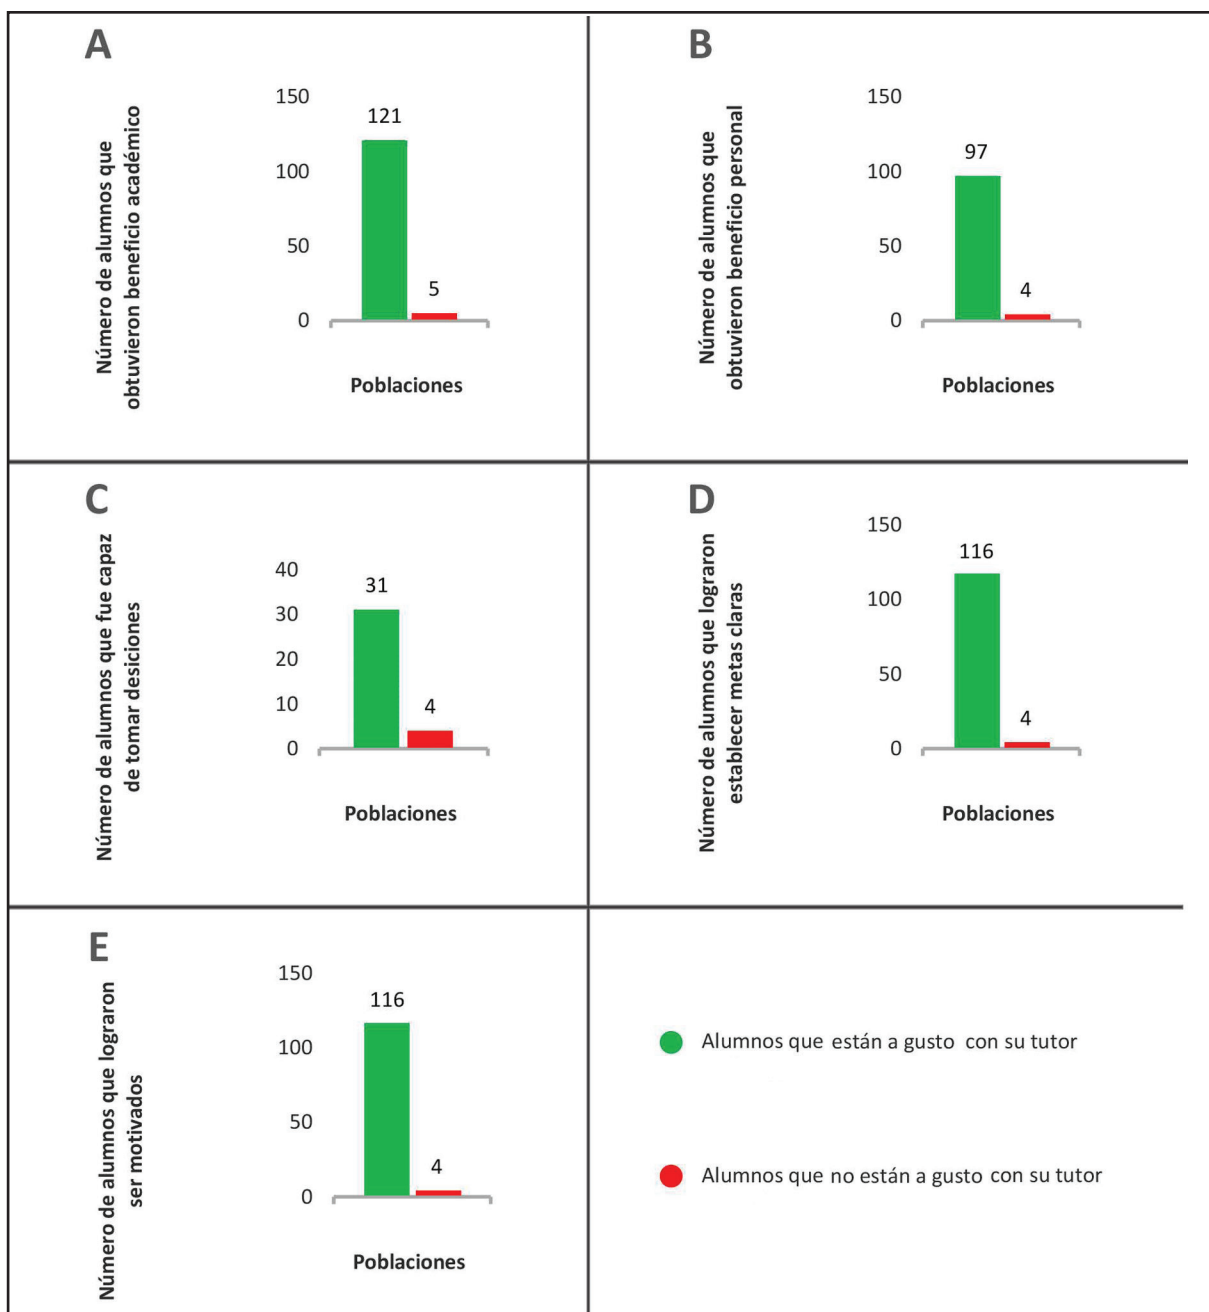 A
Número de alumnos que
obtuvieron beneficio académico
150
100
50
0
121
5
Poblaciones
B
Número de alumnos que
obtuvieron beneficio personal
150
100
50
0
97
4
Poblaciones
C
Número de alumnos que fue capaz
de tomar desiciones
40
30
20
10
0
31
4
Poblaciones
D
Número de alumnos que lograron
establecer metas claras
150
100
50
0
116
4
Poblaciones
E
Número de alumnos que lograron
ser motivados
150
100
50
0
116
4
Poblaciones
Alumnos que están a gusto con su tutor
Alumnos que no están a gusto con su tutor